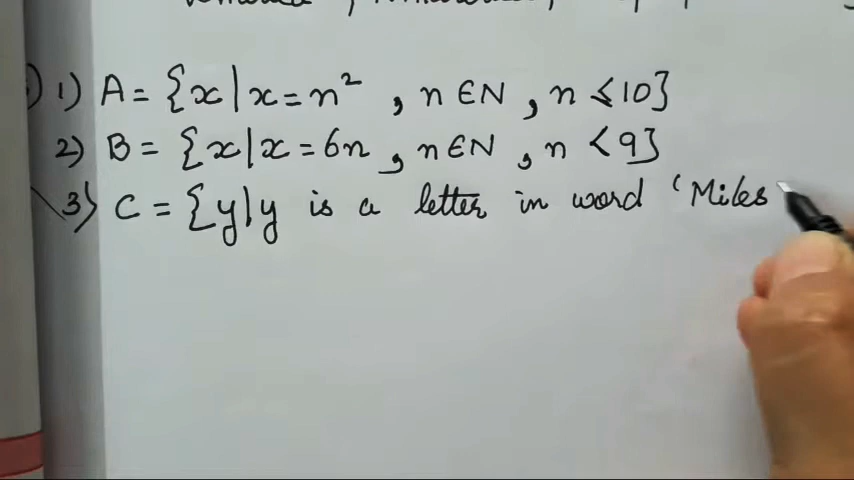 1) A = {x|x = n², n ∈ N, n ≤ 10}
2) B = {x|x = 6n, n ∈ N, n < 9}
3) C = {y|y is a letter in word 'Miles